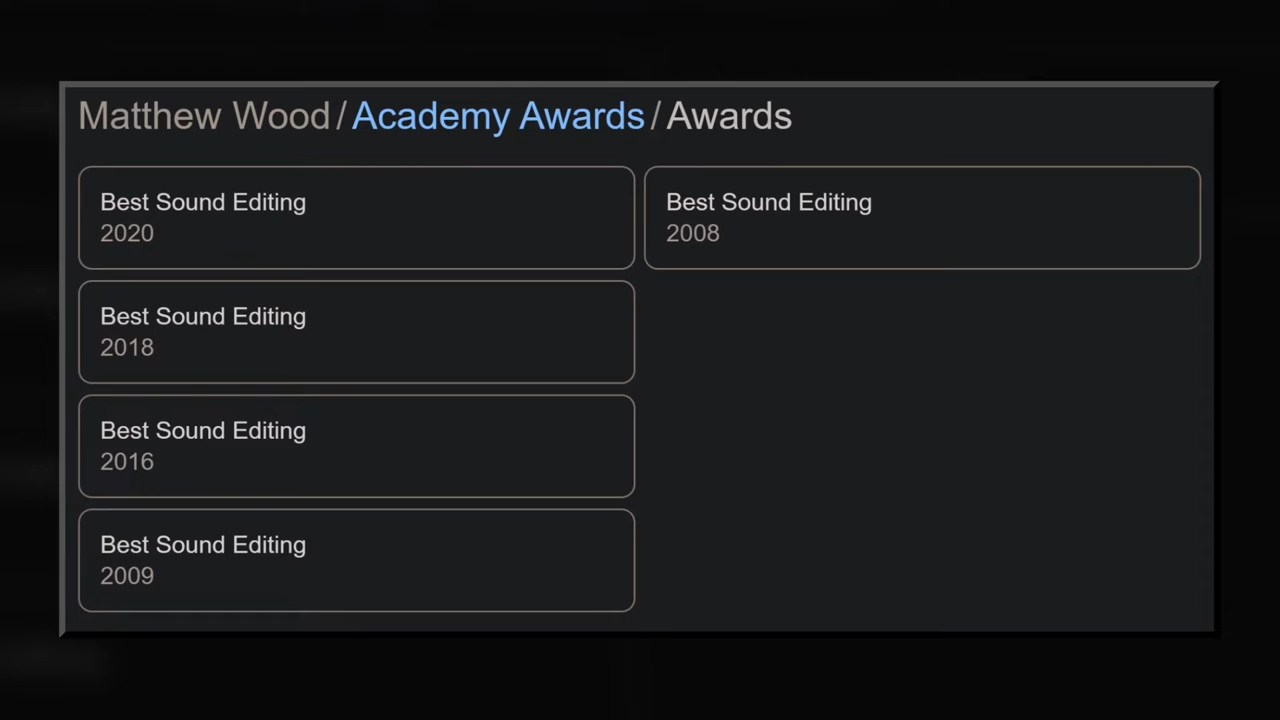 Matthew Wood/Academy Awards/Awards
Best Sound Editing
2020
Best Sound Editing
2008
Best Sound Editing
2018
Best Sound Editing
2016
Best Sound Editing
2009